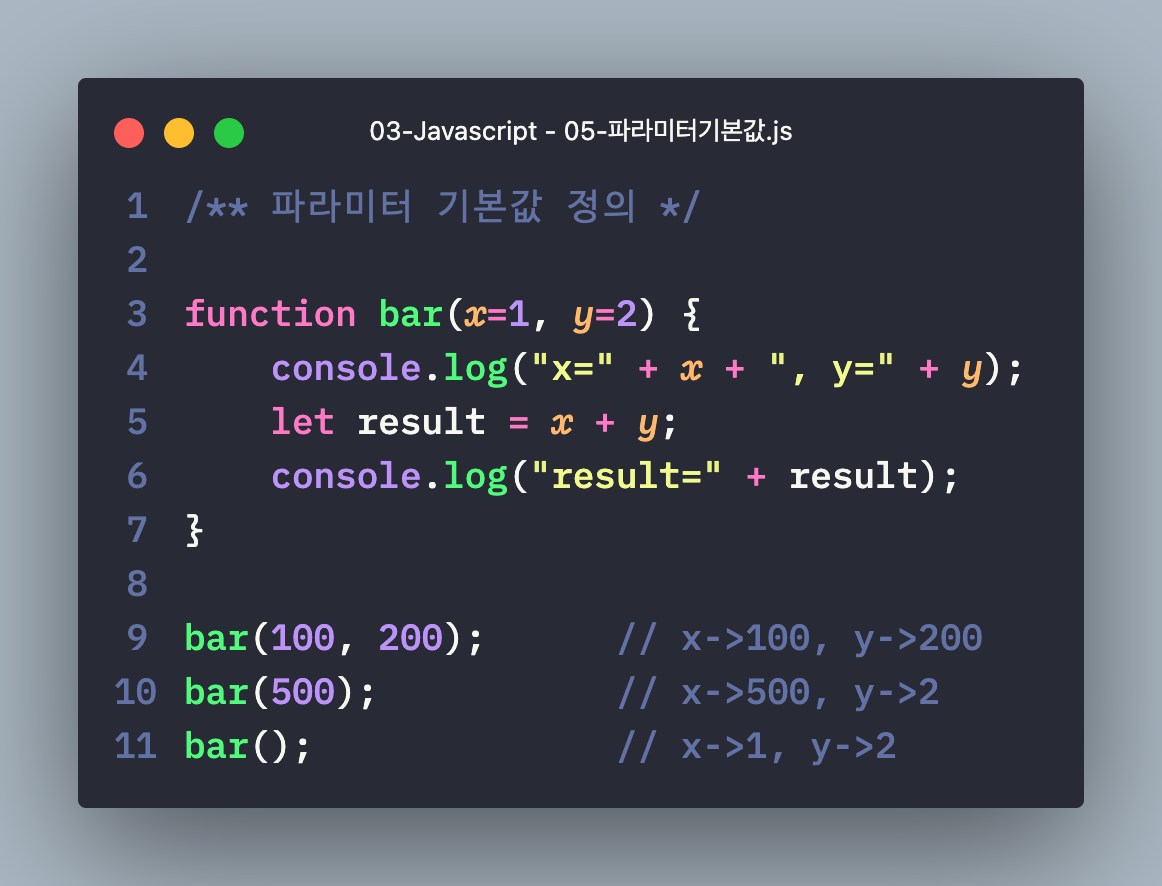 03-Javascript - 05-파라미터기본값.js
1 /** 파라미터 기본값 정의 */
2
3 function bar(x=1, y=2) {
4     console.log("x=" + x + ", y=" + y);
5     let result = x + y;
6     console.log("result=" + result);
7 }
8
9 bar(100, 200);      // x->100, y->200
10 bar(500);           // x->500, y->2
11 bar();              // x->1, y->2